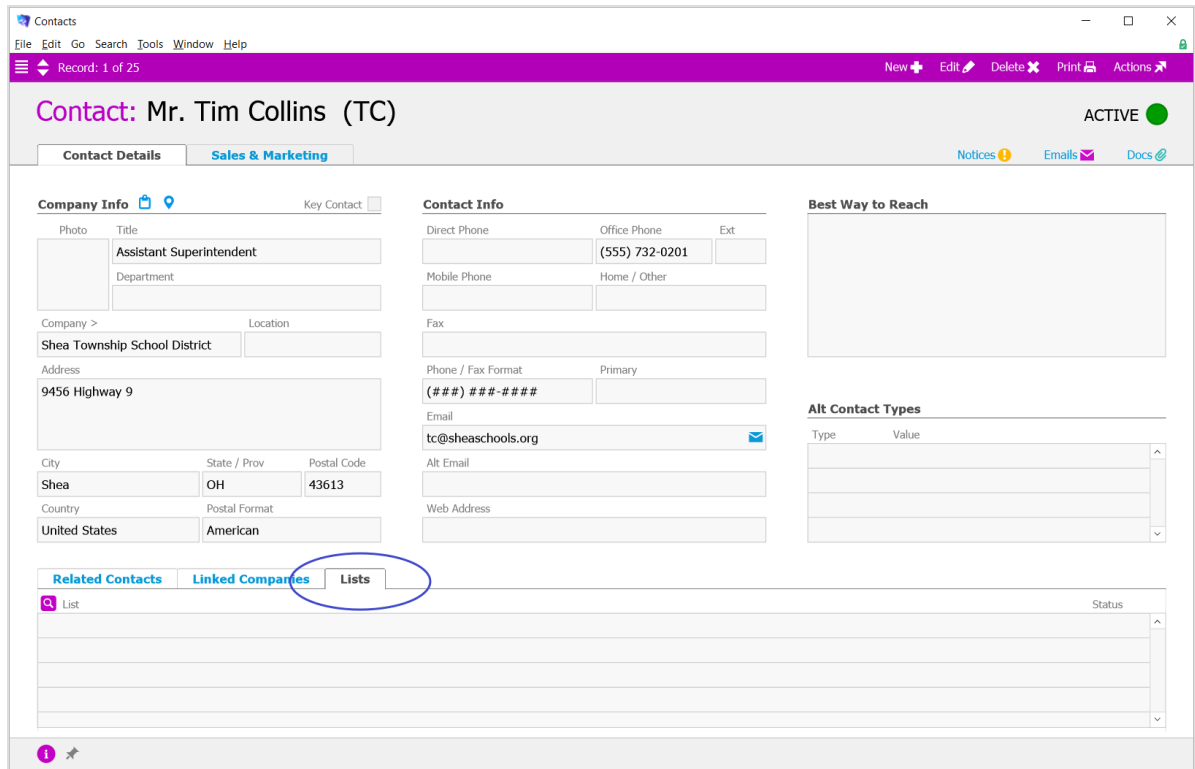 Contacts
File Edit Go Search Tools Window Help
Record: 1 of 25 New Edit Delete Print Actions
Contact: Mr. Tim Collins (TC) ACTIVE
Contact Details Sales & Marketing Notices Emails Docs
Company Info Key Contact Contact Info Best Way to Reach
Photo Title Direct Phone Office Phone Ext
Assistant Superintendent (555) 732-0201
Department Mobile Phone Home / Other
Company > Location Fax
Shea Township School District
Address Phone / Fax Format Primary
9456 Highway 9 (###) ###-####
Alt Contact Types
Email
Type Value
tc@sheaschools.org
City State / Prov Postal Code Alt Email
Shea OH 43613
Country Postal Format Web Address
United States American
Related Contacts Linked Companies Lists
List Status